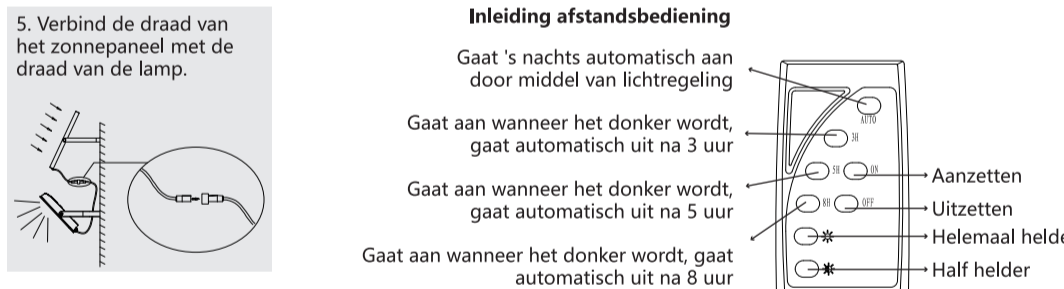 5. Verbind de draad van
het zonnepaneel met de
draad van de lamp.
Inleiding afstandsbediening
Gaat 's nachts automatisch aan
door middel van lichtregeling
Gaat aan wanneer het donker wordt,
gaat automatisch uit na 3 uur
Gaat aan wanneer het donker wordt,
gaat automatisch uit na 5 uur
Gaat aan wanneer het donker wordt, gaat
automatisch uit na 8 uur
AUTO
3H
5H ON
8H OFF
Aanzetten
Uitzetten
Helemaal helde
Half helder